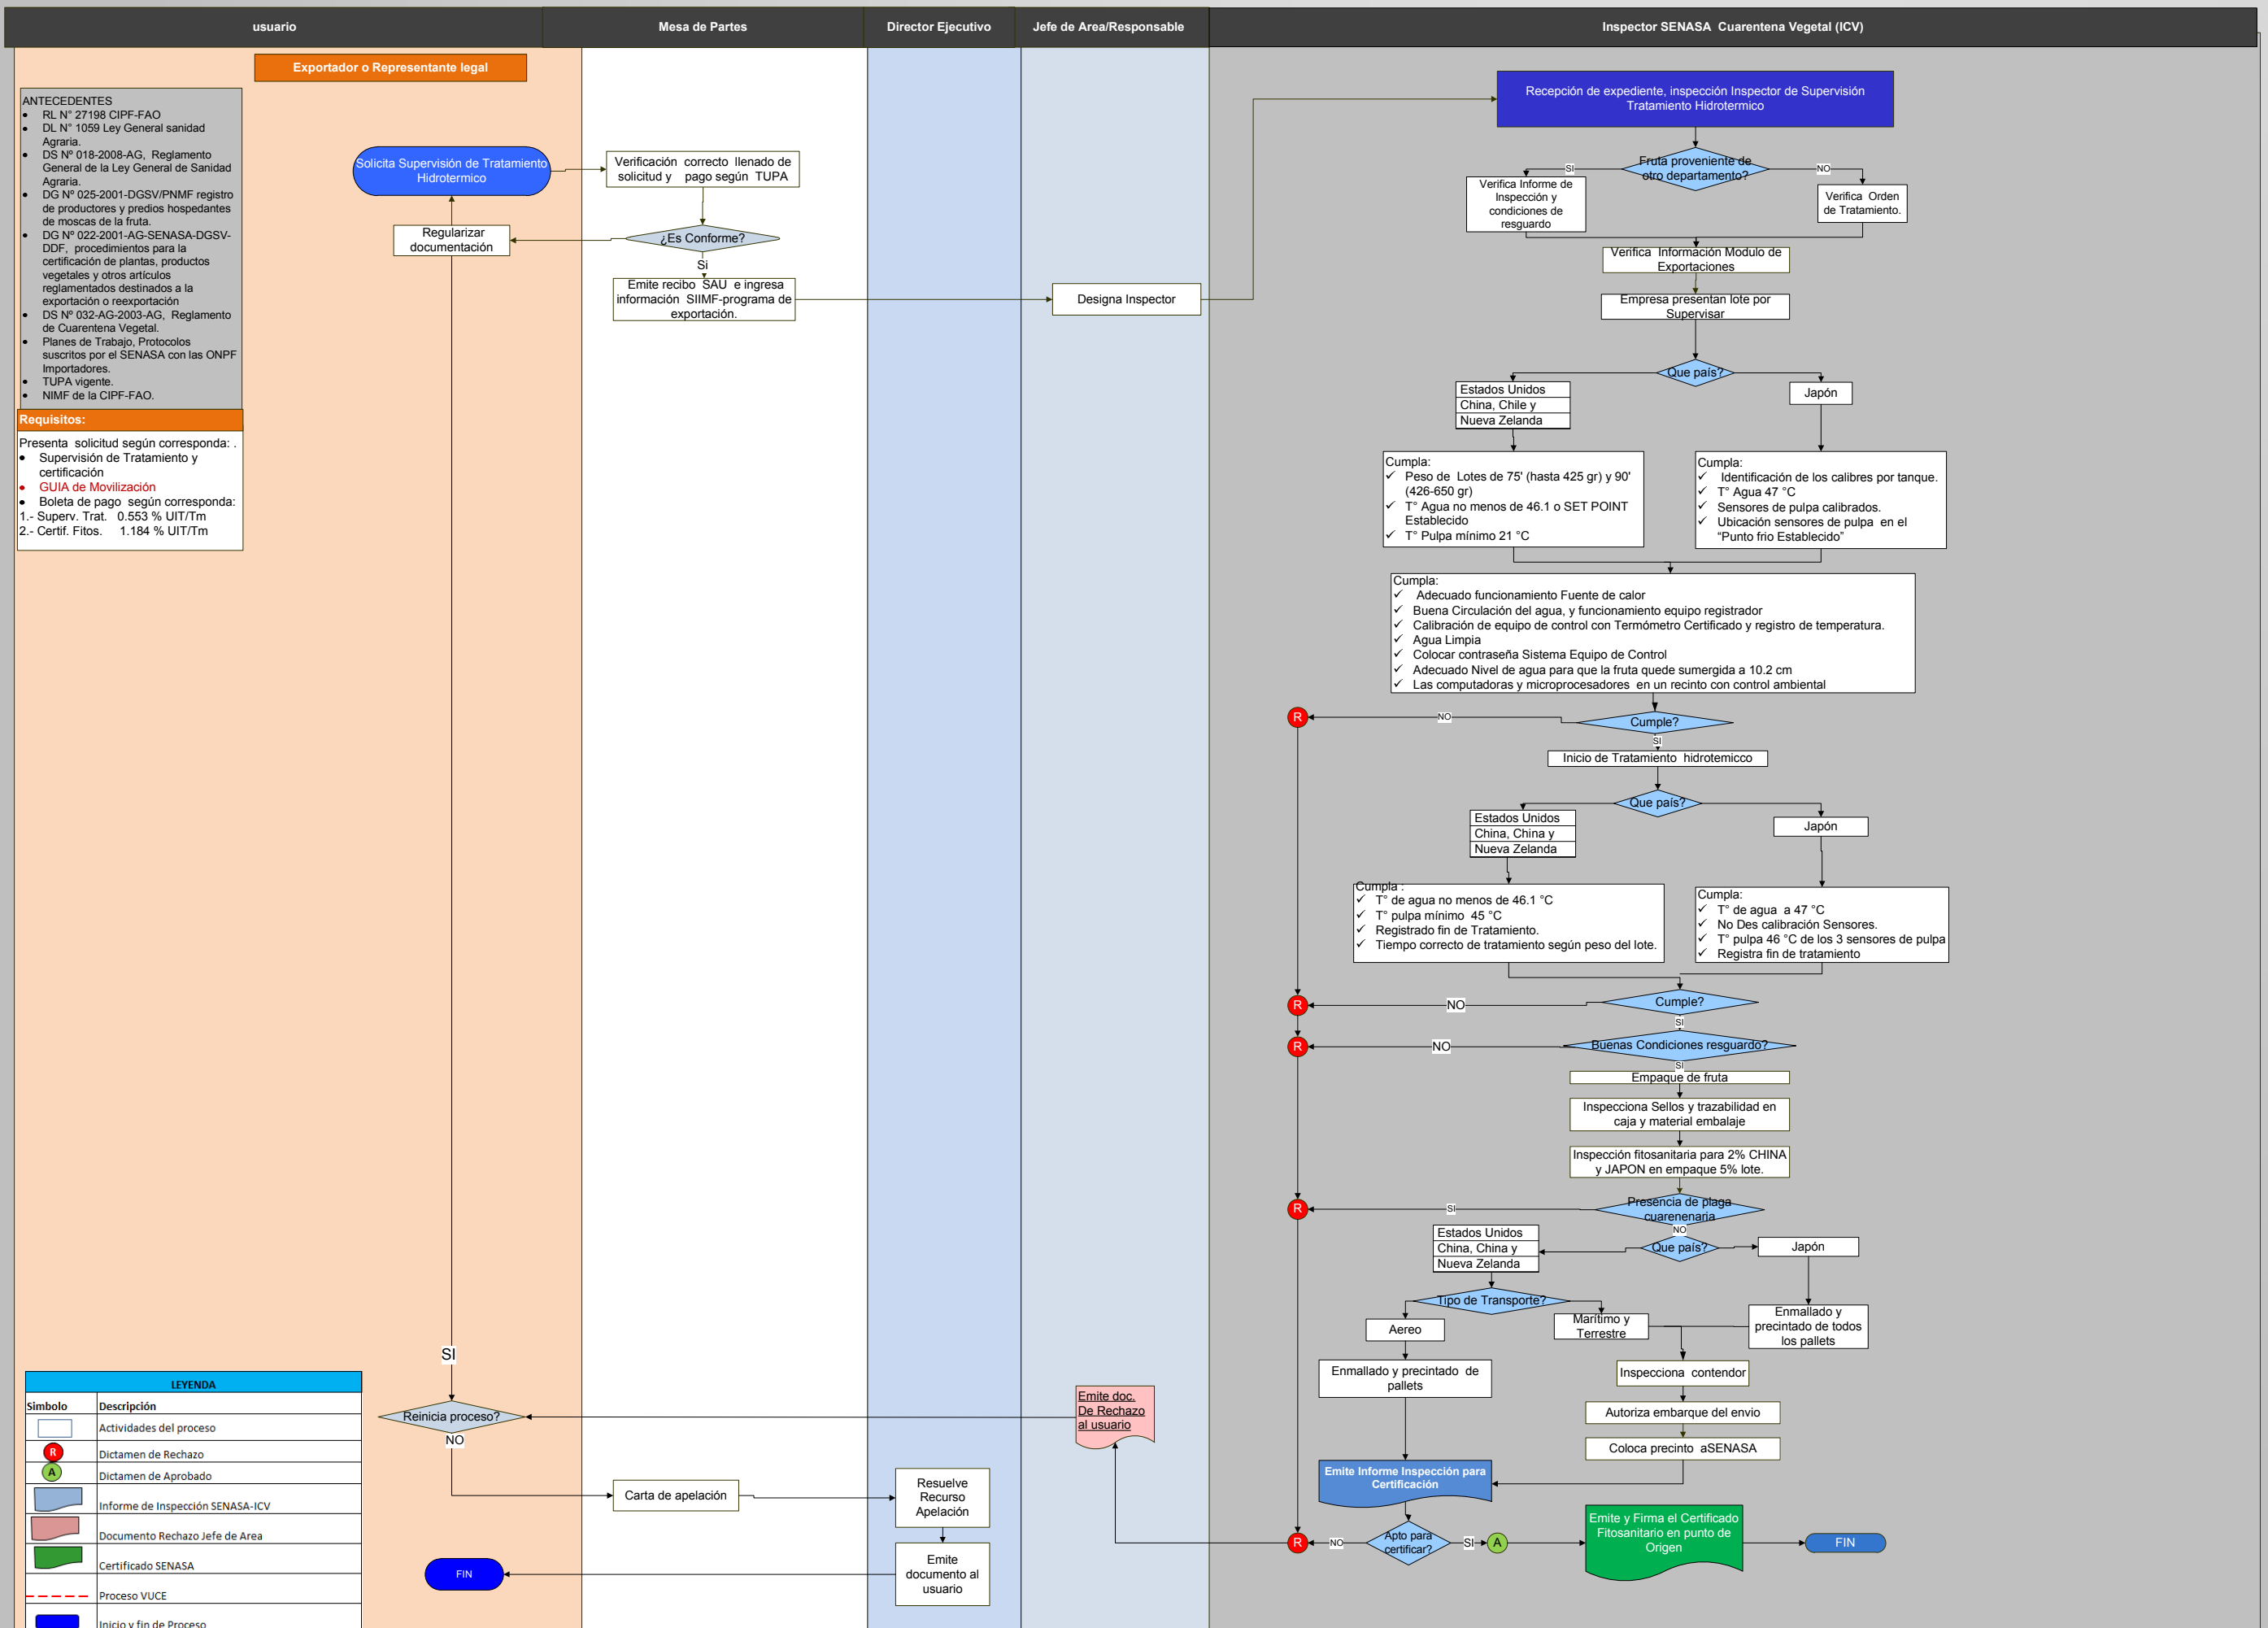 usuario
Mesa de Partes
Director Ejecutivo
Jefe de Area/Responsable
Inspector SENASA  Cuarentena Vegetal (ICV)
Exportador o Representante legal
ANTECEDENTES
• RL N° 27198 CIPF-FAO
• DL N° 1059 Ley General sanidad
Agraria.
• DS Nº 018-2008-AG,  Reglamento
General de la Ley General de Sanidad
Agraria.
• DG Nº 025-2001-DGSV/PNMF registro
de productores y predios hospedantes
de moscas de la fruta.
• DG Nº 022-2001-AG-SENASA-DGSV-
DDF,  procedimientos para la
certificación de plantas, productos
vegetales y otros artículos
reglamentados destinados a la
exportación o reexportación
• DS Nº 032-AG-2003-AG,  Reglamento
de Cuarentena Vegetal.
• Planes de Trabajo, Protocolos
suscritos por el SENASA con las ONPF
Importadores.
• TUPA vigente.
• NIMF de la CIPF-FAO.
Requisitos:
Presenta  solicitud según corresponda: .
• Supervisión de Tratamiento y
certificación
• GUIA de Movilización
• Boleta de pago  según corresponda:
1.- Superv. Trat.   0.553 % UIT/Tm
2.- Certif. Fitos.     1.184 % UIT/Tm
Solicita Supervisión de Tratamiento
Hidrotermico
Regularizar
documentación
Verificación  correcto  llenado de
solicitud y    pago según  TUPA
¿Es Conforme?
Si
Emite recibo  SAU  e ingresa
información  SIIMF-programa de
exportación.
Designa Inspector
Recepción de expediente, inspección Inspector de Supervisión
Tratamiento Hidrotermico
Fruta proveniente de
otro departamento?
SI
NO
Verifica Informe de
Inspección y
condiciones de
resguardo
Verifica  Orden
de Tratamiento.
Verifica  Información Modulo de
Exportaciones
Empresa presentan lote por
Supervisar
Que país?
Estados Unidos
China, Chile y
Nueva Zelanda
Japón
Cumpla:
✓ Peso de  Lotes de 75' (hasta 425 gr) y 90'
(426-650 gr)
✓ T° Agua no menos de 46.1 o SET POINT
Establecido
✓ T° Pulpa mínimo 21 °C
Cumpla:
✓ Identificación de los calibres por tanque.
✓ T° Agua 47 °C
✓ Sensores de pulpa calibrados.
✓ Ubicación sensores de pulpa  en el
“Punto frio Establecido”
Cumpla:
✓ Adecuado funcionamiento Fuente de calor
✓ Buena Circulación del agua, y funcionamiento equipo registrador
✓ Calibración de equipo de control con Termómetro Certificado y registro de temperatura.
✓ Agua Limpia
✓ Colocar contraseña Sistema Equipo de Control
✓ Adecuado Nivel de agua para que la fruta quede sumergida a 10.2 cm
✓ Las computadoras y microprocesadores  en un recinto con control ambiental
R
NO
Cumple?
SI
Inicio de Tratamiento  hidrotemicco
Que país?
Estados Unidos
China, China y
Nueva Zelanda
Japón
Cumpla :
✓ T° de agua no menos de 46.1 °C
✓ T° pulpa mínimo  45 °C
✓ Registrado fin de Tratamiento.
✓ Tiempo correcto de tratamiento según peso del lote.
Cumpla:
✓ T° de agua  a 47 °C
✓ No Des calibración Sensores.
✓ T° pulpa 46 °C de los 3 sensores de pulpa
✓ Registra fin de tratamiento
R
NO
Cumple?
SI
R
NO
Buenas Condiciones resguardo?
SI
Empaque de fruta
Inspecciona Sellos y trazabilidad en
caja y material embalaje
Inspección fitosanitaria para 2% CHINA
y JAPON en empaque 5% lote.
R
SI
Presencia de plaga
cuarenenaria
NO
Que país?
Estados Unidos
China, China y
Nueva Zelanda
Japón
Tipo de Transporte?
Aereo
Marítimo y
Terrestre
Enmallado y
precintado de todos
los pallets
Enmallado y precintado  de
pallets
Inspecciona  contendor
Autoriza embarque del envio
Coloca precinto  aSENASA
Emite Informe Inspección para
Certificación
R
NO
Apto para
certificar?
SI
A
Emite y Firma el Certificado
Fitosanitario en punto de
Origen
FIN
Emite doc.
De Rechazo
al usuario
SI
Reinicia proceso?
NO
Carta de apelación
Resuelve
Recurso
Apelación
Emite
documento al
usuario
FIN
LEYENDA
Simbolo
Descripción
Actividades del proceso
R
Dictamen de Rechazo
A
Dictamen de Aprobado
Informe de Inspección SENASA-ICV
Documento Rechazo Jefe de Area
Certificado SENASA
Proceso VUCE
Inicio y fin de Proceso